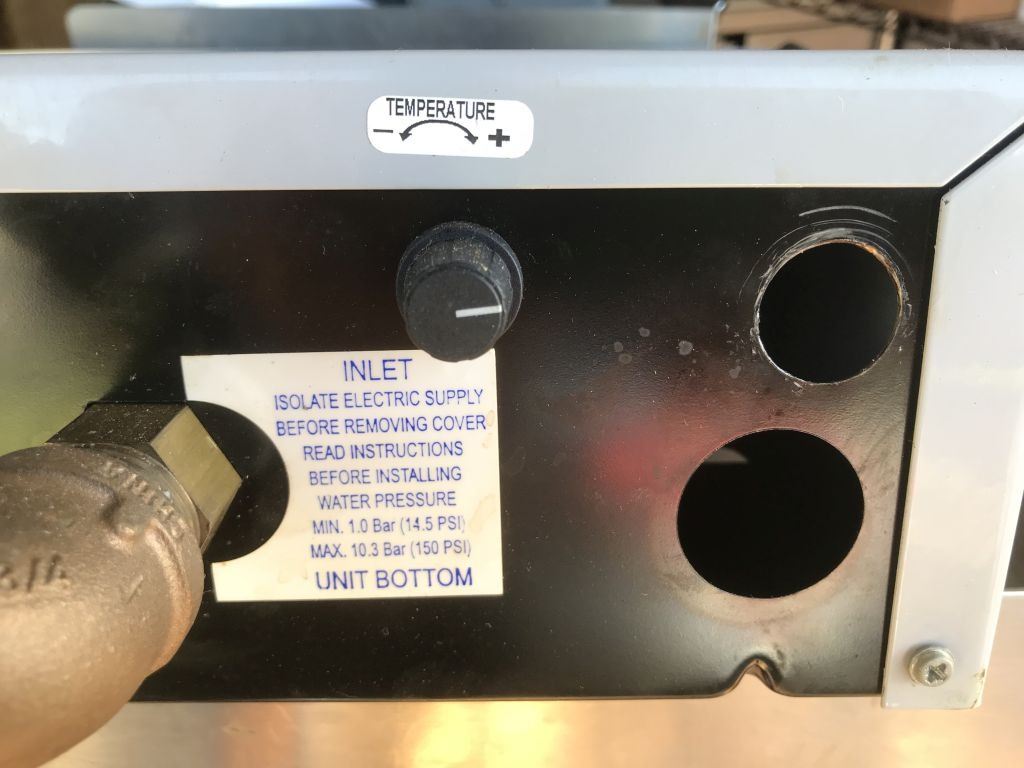 TEMPERATURE
- +
INLET
ISOLATE ELECTRIC SUPPLY
BEFORE REMOVING COVER
READ INSTRUCTIONS
BEFORE INSTALLING
WATER PRESSURE
MIN. 1.0 Bar (14.5 PSI)
MAX. 10.3 Bar (150 PSI)
UNIT BOTTOM